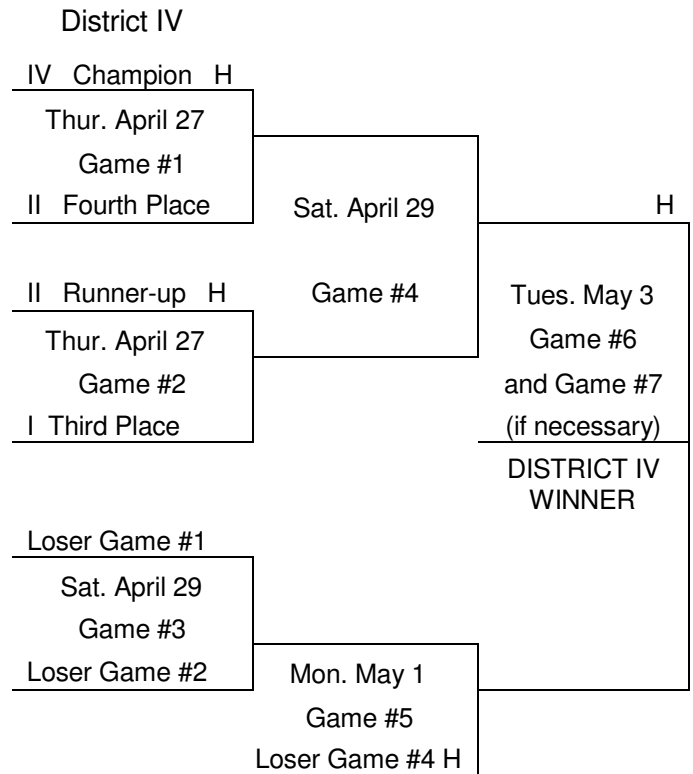 District IV
IV Champion H
Thur. April 27
Game #1
II Fourth Place
Sat. April 29
H
II Runner-up H
Game #4
Tues. May 3
Thur. April 27
Game #6
Game #2
and Game #7
I Third Place
(if necessary)
DISTRICT IV
WINNER
Loser Game #1
Sat. April 29
Game #3
Loser Game #2
Mon. May 1
Game #5
Loser Game #4 H